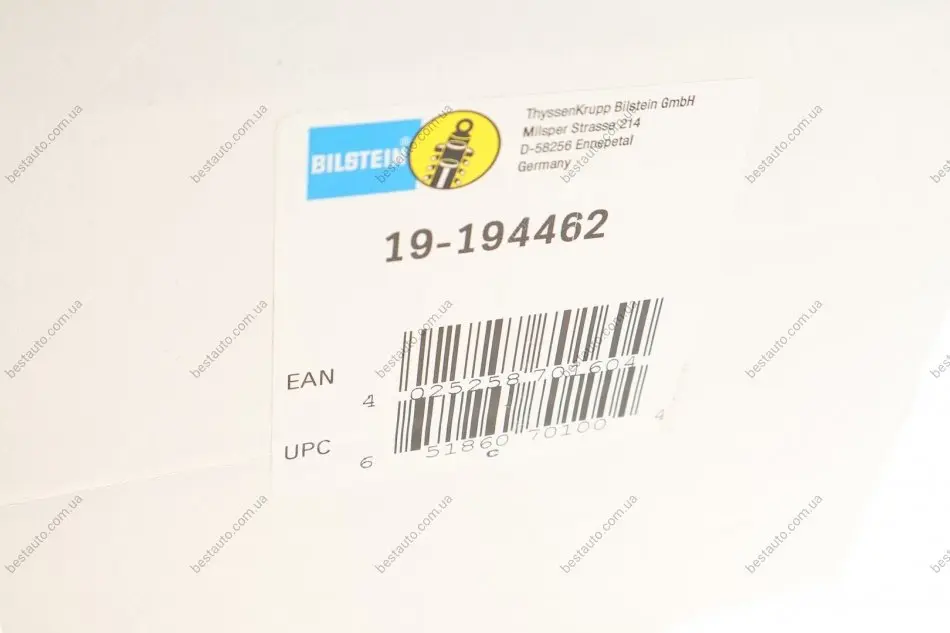 BILSTEIN®
ThyssenKrupp Bilstein GmbH
Milsper Strasse 214
D-58256 Ennepetal
Germany
19-194462
EAN
4 025258 701604
UPC
6 51860 70100 4
C
bestauto.com.ua